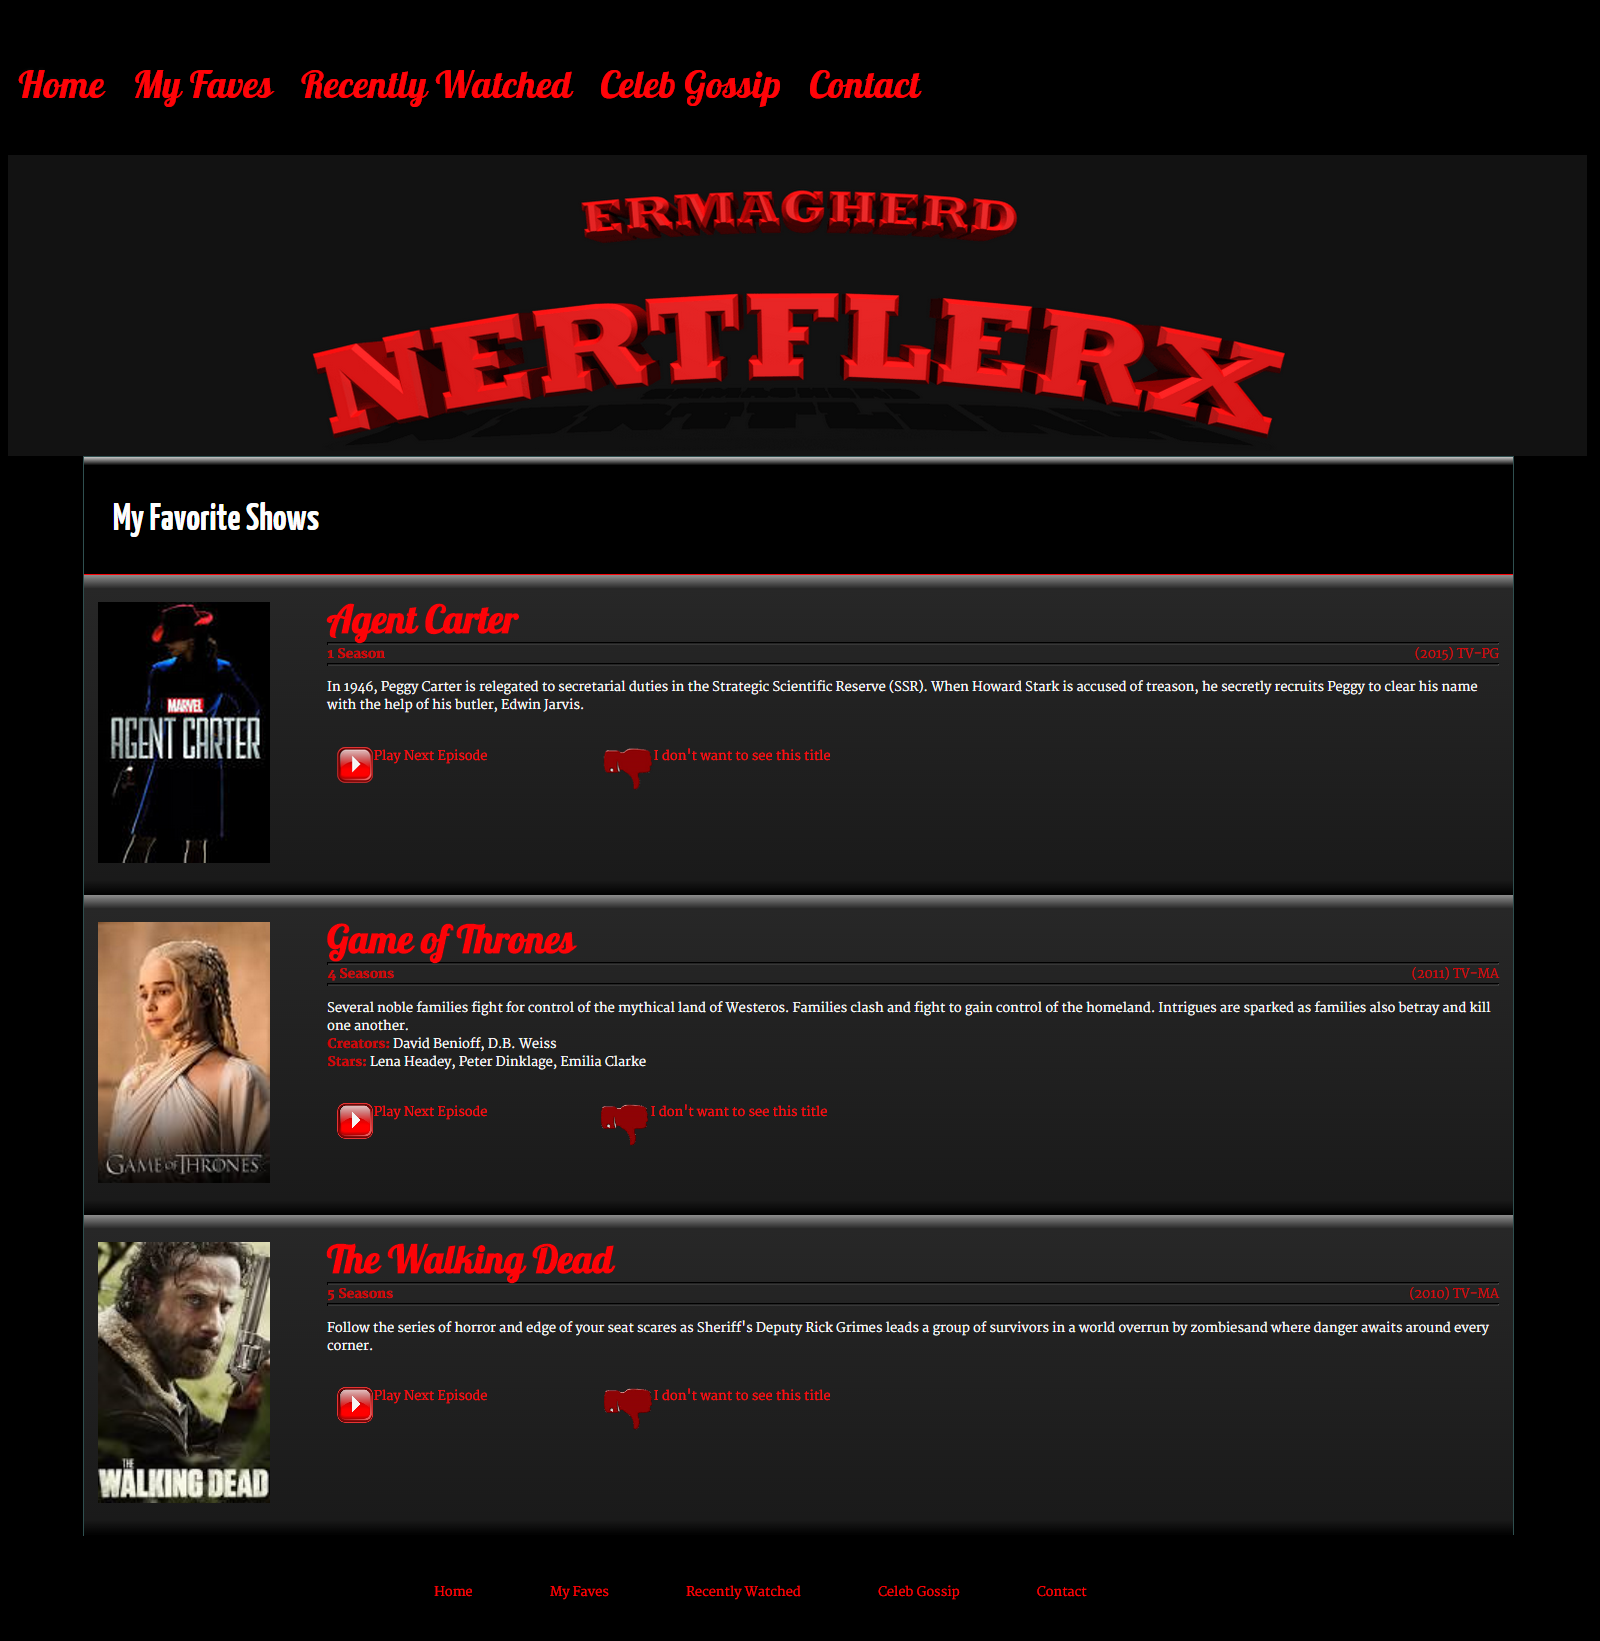 Home My Faves Recently Watched Celeb Gossip Contact
ERMAGHERD
NERTFLERX
My Favorite Shows
MARVEL
AGENT CARTER
Agent Carter
1 Season (2015) TV-PG
In 1946, Peggy Carter is relegated to secretarial duties in the Strategic Scientific Reserve (SSR). When Howard Stark is accused of treason, he secretly recruits Peggy to clear his name
with the help of his butler, Edwin Jarvis.
Play Next Episode I don't want to see this title
GAME OF THRONES
Game of Thrones
4 Seasons (2011) TV-MA
Several noble families fight for control of the mythical land of Westeros. Families clash and fight to gain control of the homeland. Intrigues are sparked as families also betray and kill
one another.
Creators: David Benioff, D.B. Weiss
Stars: Lena Headey, Peter Dinklage, Emilia Clarke
Play Next Episode I don't want to see this title
THE
WALKING DEAD
The Walking Dead
5 Seasons (2010) TV-MA
Follow the series of horror and edge of your seat scares as Sheriff's Deputy Rick Grimes leads a group of survivors in a world overrun by zombiesand where danger awaits around every
corner.
Play Next Episode I don't want to see this title
Home My Faves Recently Watched Celeb Gossip Contact